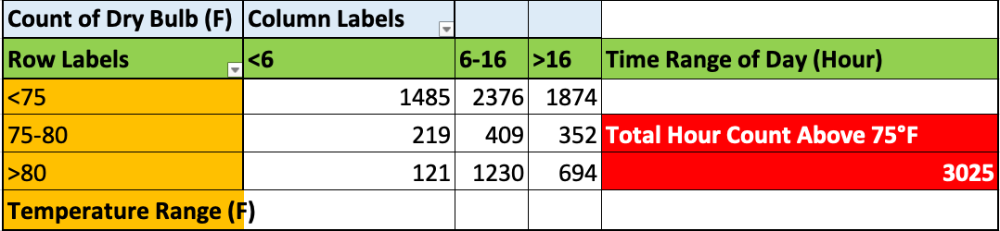 Count of Dry Bulb (F) Column Labels
Row Labels <6 6-16 >16 Time Range of Day (Hour)
<75 1485 2376 1874
75-80 219 409 352 Total Hour Count Above 75°F
>80 121 1230 694 3025
Temperature Range (F)